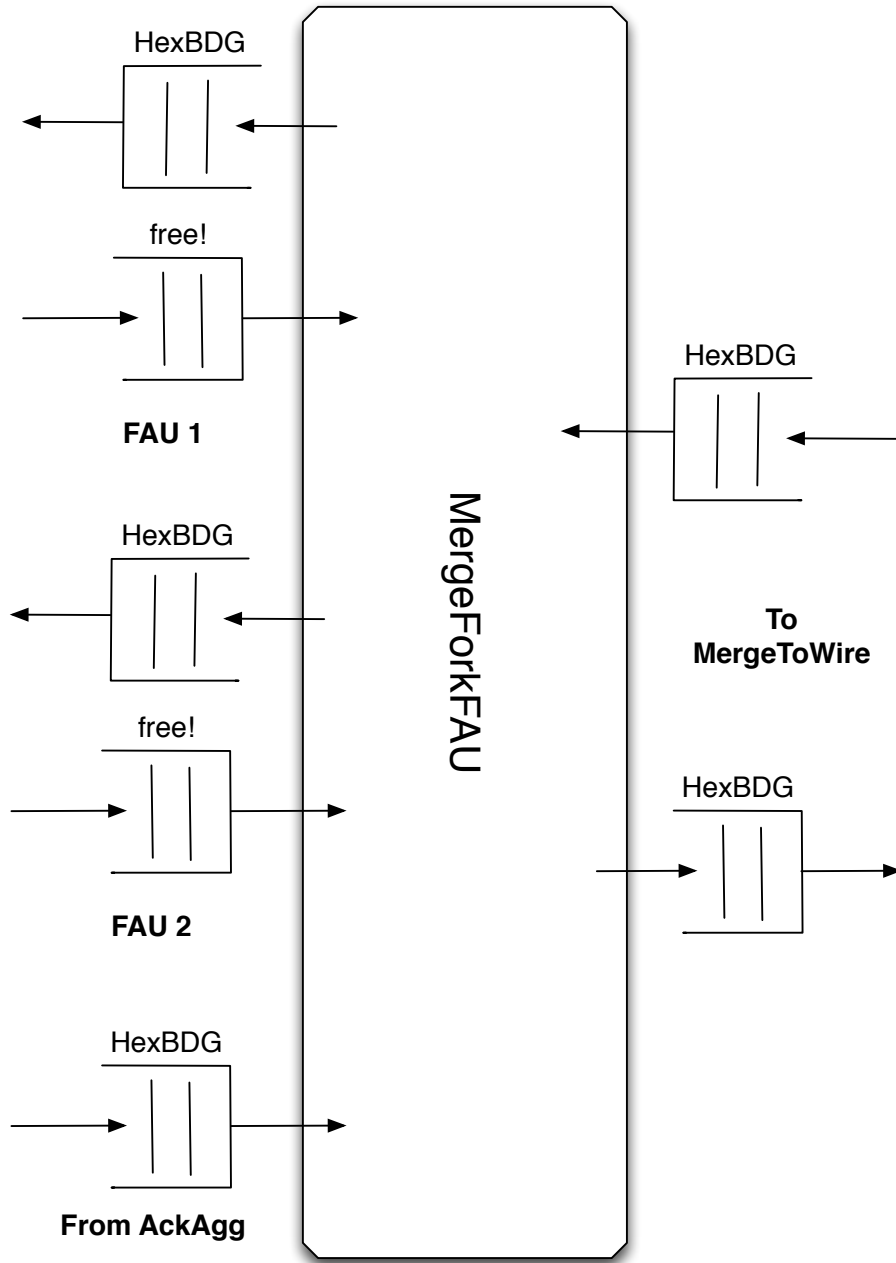 HexBDG
free!
FAU 1
HexBDG
free!
FAU 2
HexBDG
From AckAgg
MergeForkFAU
HexBDG
To
MergeToWire
HexBDG